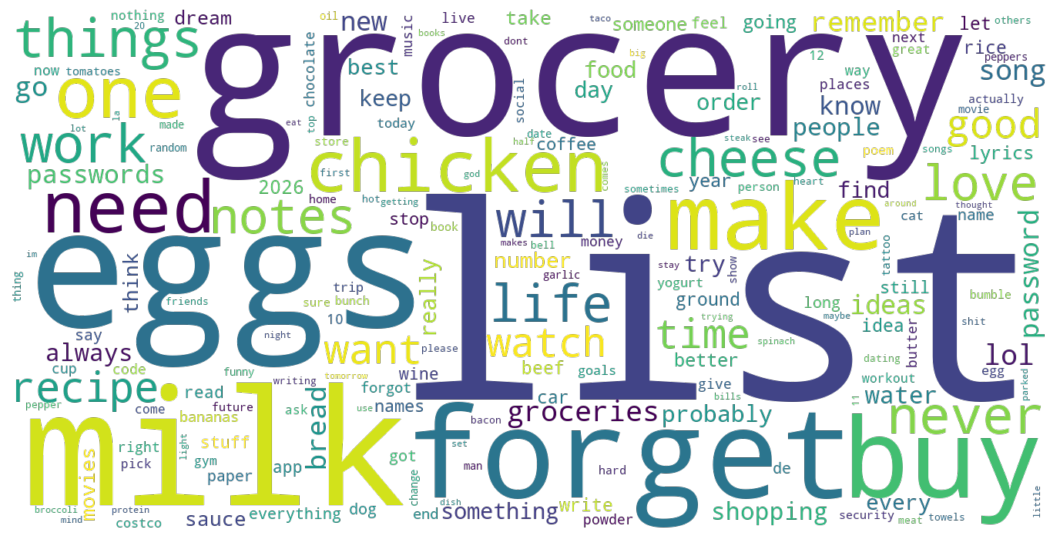 nothing
dream
oil
new
music
live
taco
take
someone
feel
going
remember
let
others
things
20
grocery
books
dont
next
rice
now
tomatoes
best
big
food
12
way
great
peppers
go
one
chocolate
top
social
roll
day
places
actually
song
keep
order
know
movie
lot
la
made
eat
today
date
people
good
work
random
store
half
coffee
steak
see
poem
songs
lyrics
passwords
first
chicken
god
comes
cheese
2026
home
hot
getting
sometimes
year
person
heart
find
love
need
notes
stop
book
list
will
make
around
thought
cat
name
im
eggs
makes
bell
money
die
plan
think
really
number
garlic
stay
try
show
tattoo
still
thing
friends
sure
bunch
trip
yogurt
long
ideas
bumble
password
10
life
ground
say
night
please
time
trying
maybe
idea
shit
always
want
watch
better
spinach
butter
lol
cup
code
funny
tomorrow
wine
beef
goals
dating
egg
recipe
read
writing
forgot
car
give
bills
workout
water
parked
pepper
come
future
ask
use
names
bacon
groceries
probably
11
never
milk
bananas
bread
forget
buy
right
light
stuff
set
movies
pick
gym
app
got
man
hard
de
paper
change
dish
every
broccoli
protein
mind
costco
sauce
everything
dog
end
something
write
powder
shopping
security
meat
towels
little